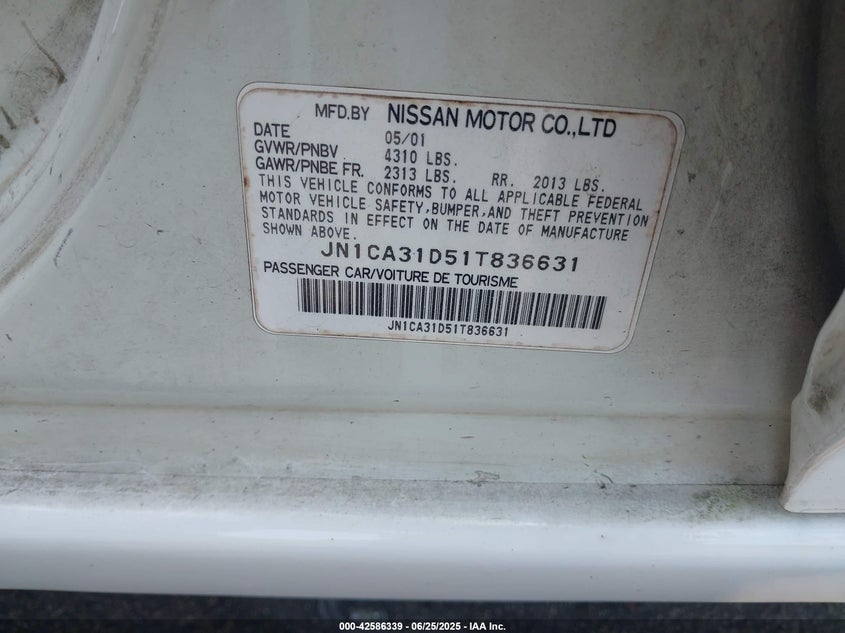 MFD.BY NISSAN MOTOR CO.,LTD
DATE 05/01
GVWR/PNBV 4310 LBS.
GAWR/PNBE FR. 2313 LBS. RR. 2013 LBS.
THIS VEHICLE CONFORMS TO ALL APPLICABLE FEDERAL
MOTOR VEHICLE SAFETY,BUMPER,AND THEFT PREVENTION
STANDARDS IN EFFECT ON THE DATE OF MANUFACTURE
SHOWN ABOVE.
JN1CA31D51T836631
PASSENGER CAR/VOITURE DE TOURISME
JN1CA31D51T836631
000-42586339 - 06/25/2025 - IAA Inc.